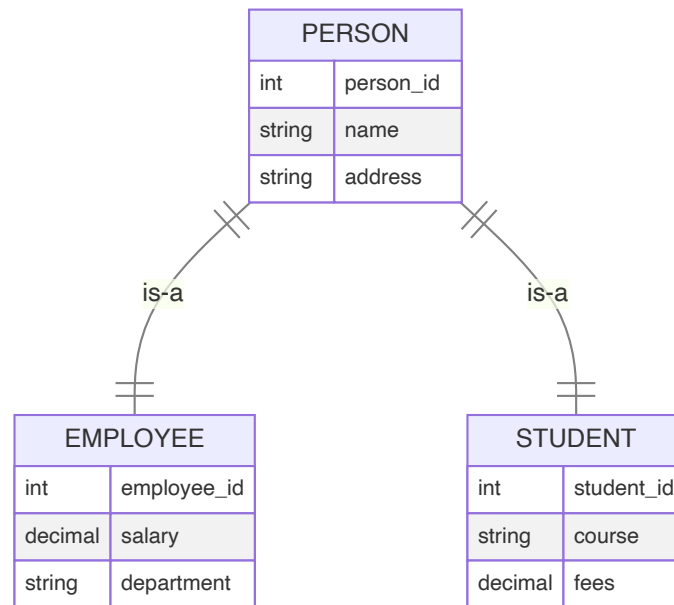 PERSON
int person_id
string name
string address
is-a is-a
EMPLOYEE STUDENT
int employee_id int student_id
decimal salary string course
string department decimal fees